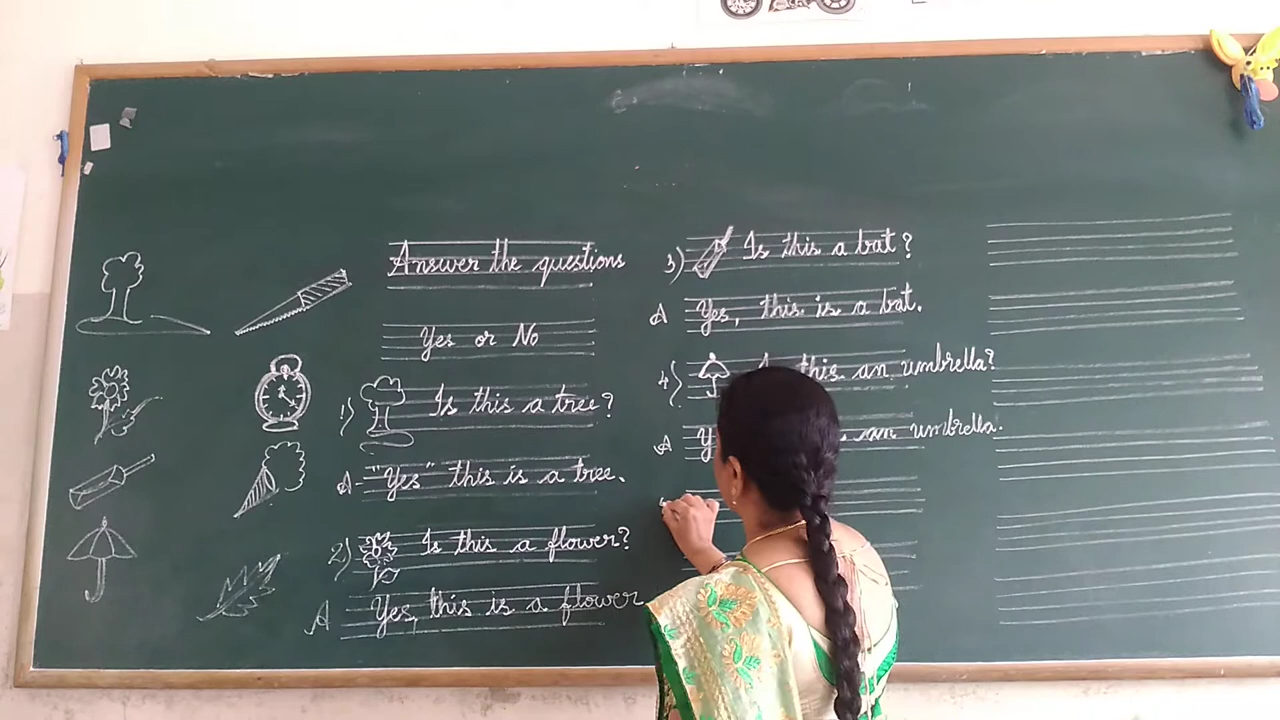 Answer the questions
Yes or No
1) Is this a tree?
A- "Yes" this is a tree.
2) Is this a flower?
A Yes, this is a flower
3) Is this a bat?
A Yes, this is a bat.
4) this an umbrella?
A an umbrella.